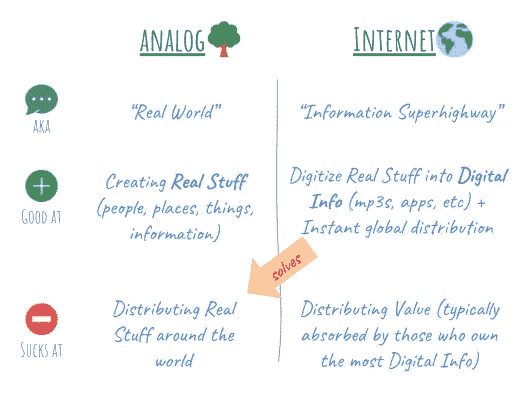 ANALOG
INTERNET
AKA
"Real World"
"Information Superhighway"
GOOD AT
Creating Real Stuff
(people, places, things,
information)
Digitize Real Stuff into Digital
Info (mp3s, apps, etc) +
Instant global distribution
solves
SUCKS AT
Distributing Real
Stuff around the
world
Distributing Value (typically
absorbed by those who own
the most Digital Info)